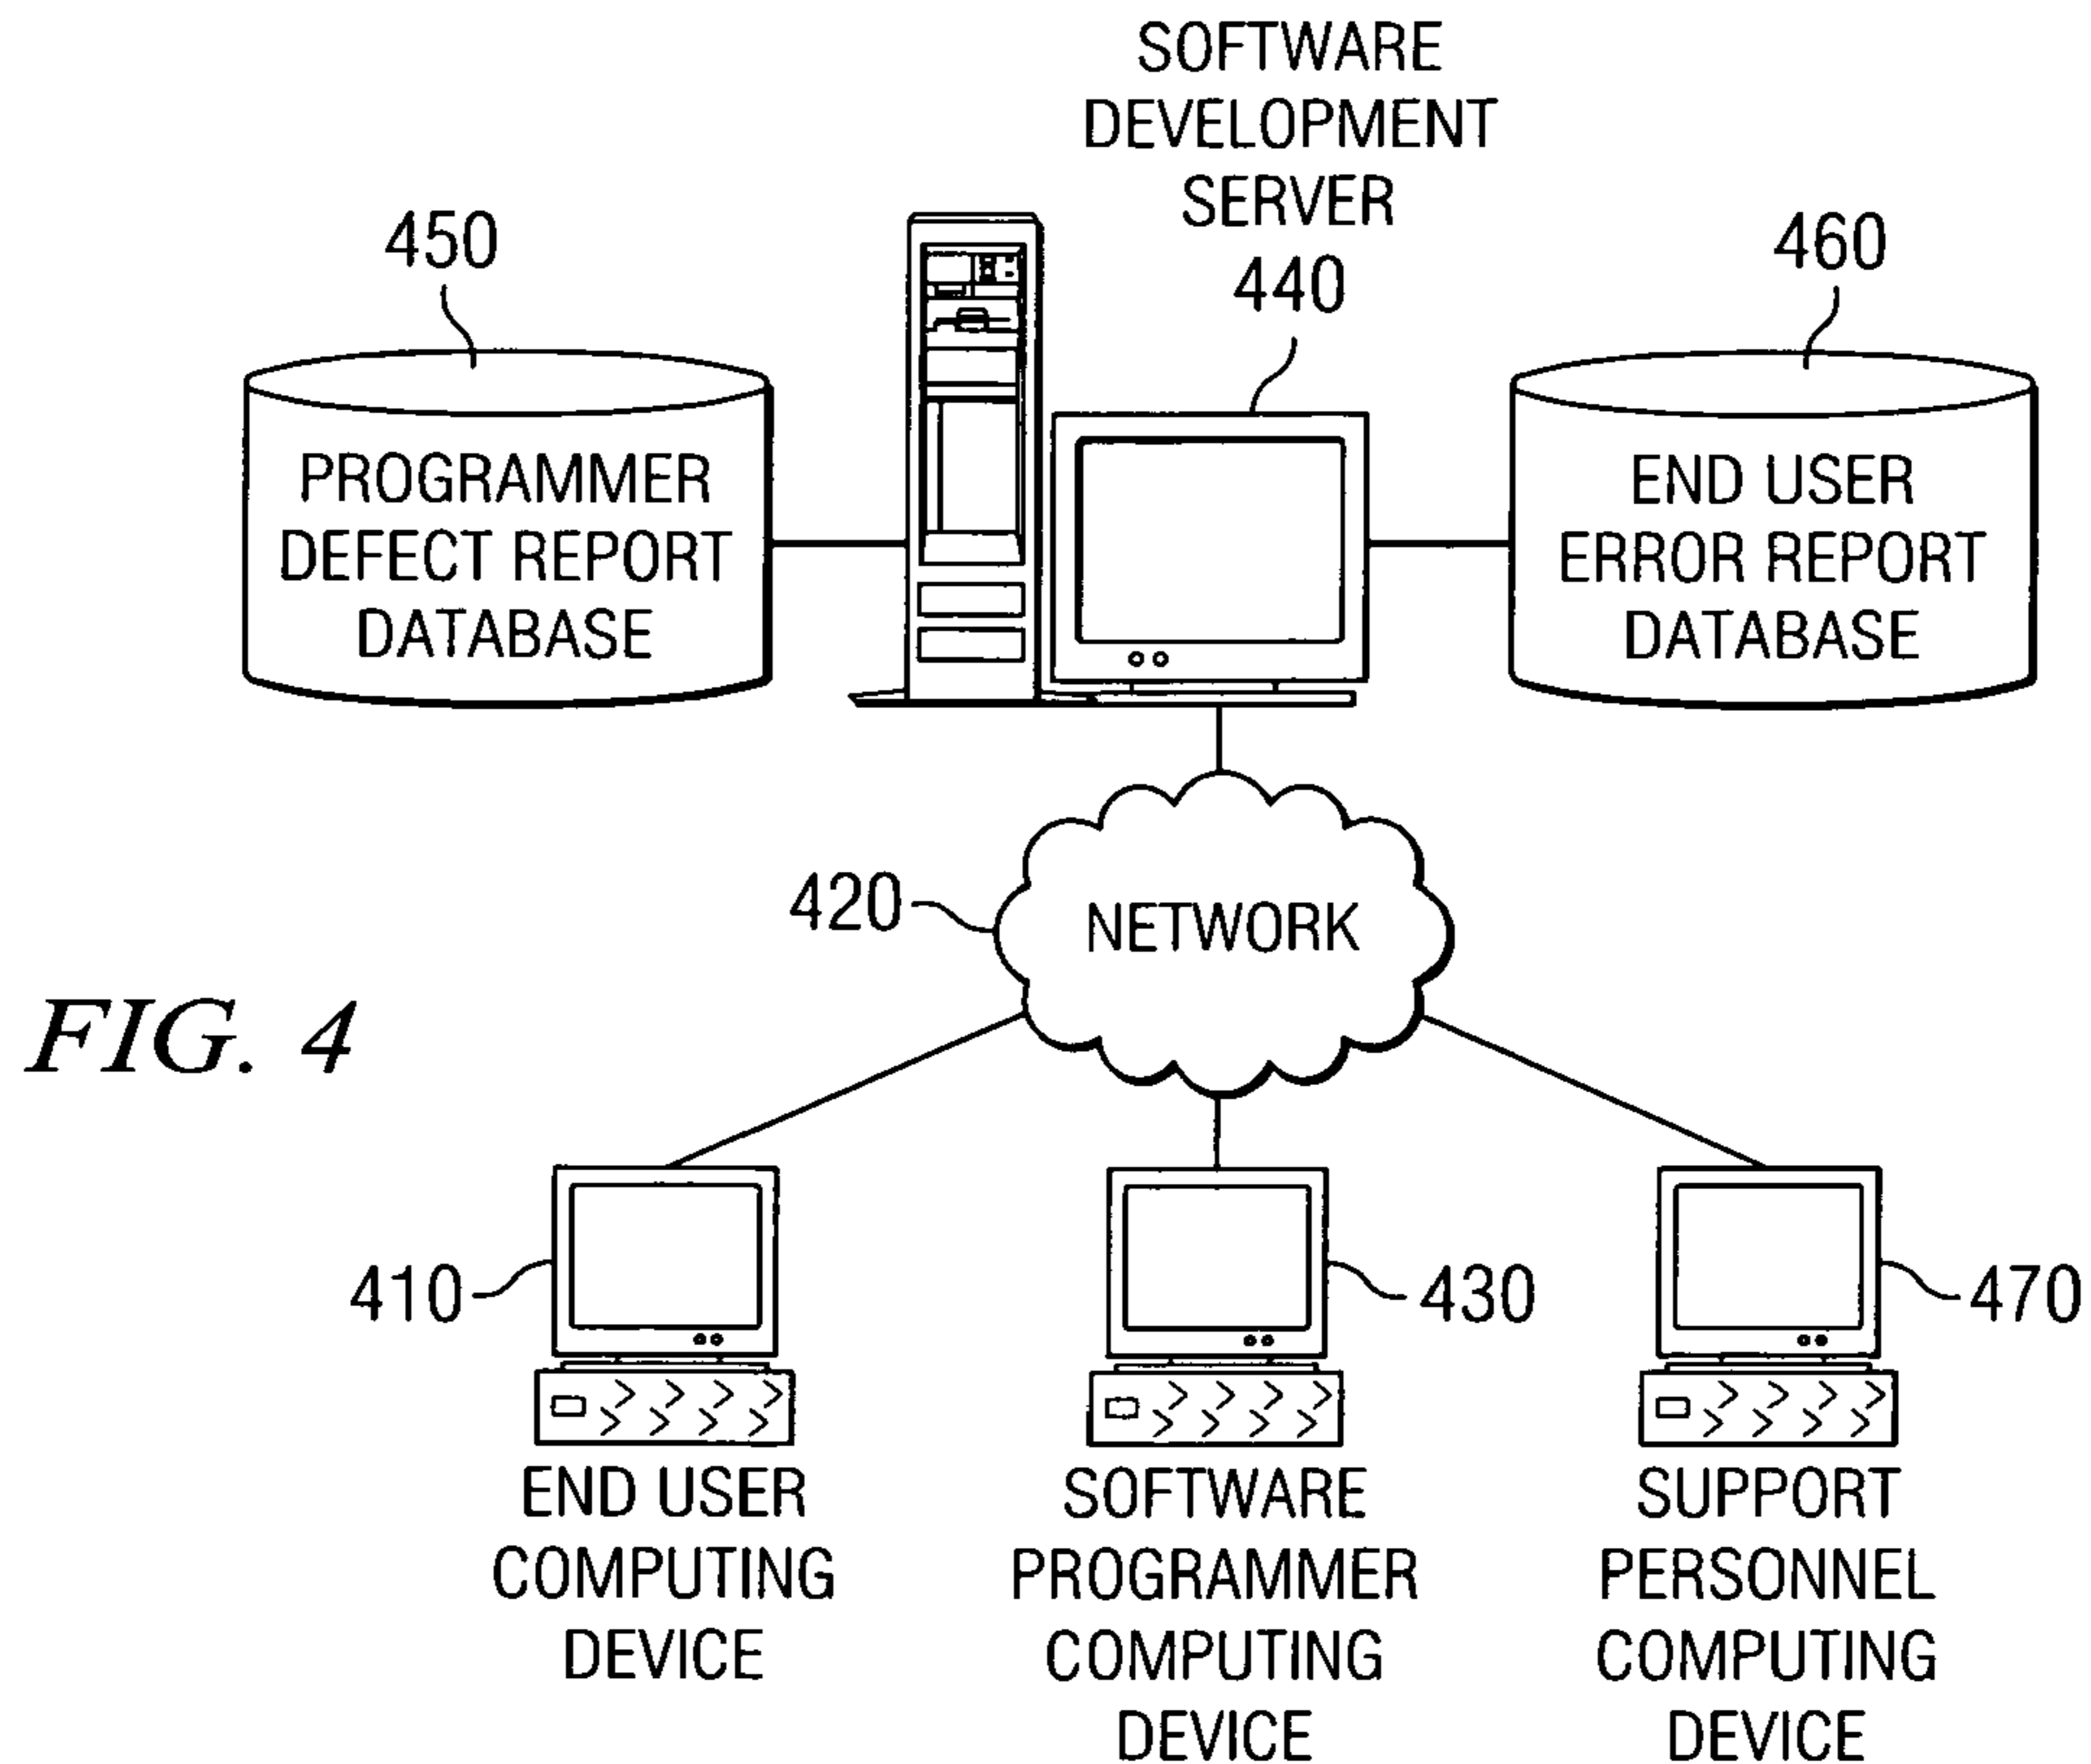 SOFTWARE
DEVELOPMENT
SERVER
440
450
460
PROGRAMMER
DEFECT REPORT
DATABASE
END USER
ERROR REPORT
DATABASE
420
NETWORK
FIG. 4
410
430
470
END USER
COMPUTING
DEVICE
SOFTWARE
PROGRAMMER
COMPUTING
DEVICE
SUPPORT
PERSONNEL
COMPUTING
DEVICE